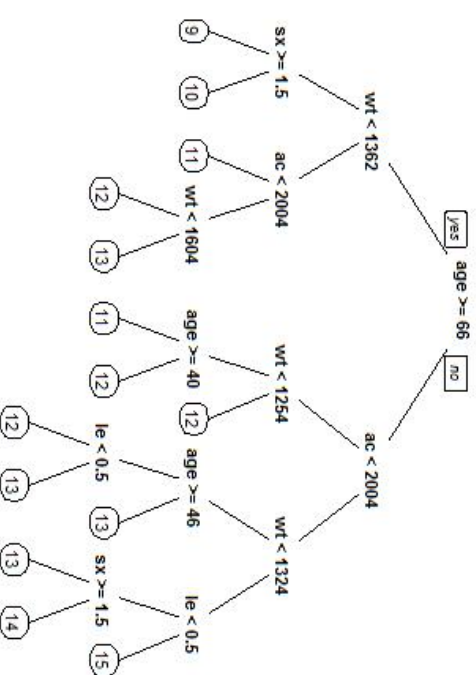 yes age >= 66 no
wt < 1362 ac < 2004
sx >= 1.5 ac < 2004 wt < 1254 wt < 1324
9 10 11 wt < 1604 age >= 40 12 age >= 46 le < 0.5
12 13 11 12 le < 0.5 13 sx >= 1.5 15
12 13 13 14